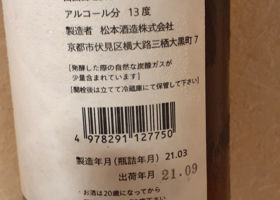 アルコール分 13度
製造者 松本酒造株式会社
京都市伏見区横大路三栖大黒町7
[発酵した際の自然な炭酸ガスが
少量含まれています]
[開栓後は立てて冷蔵庫にて保管して下さい]
4 978291 127750
製造年月(瓶詰年月) 21.03
出荷年月 21.09
・お酒は20歳になってから